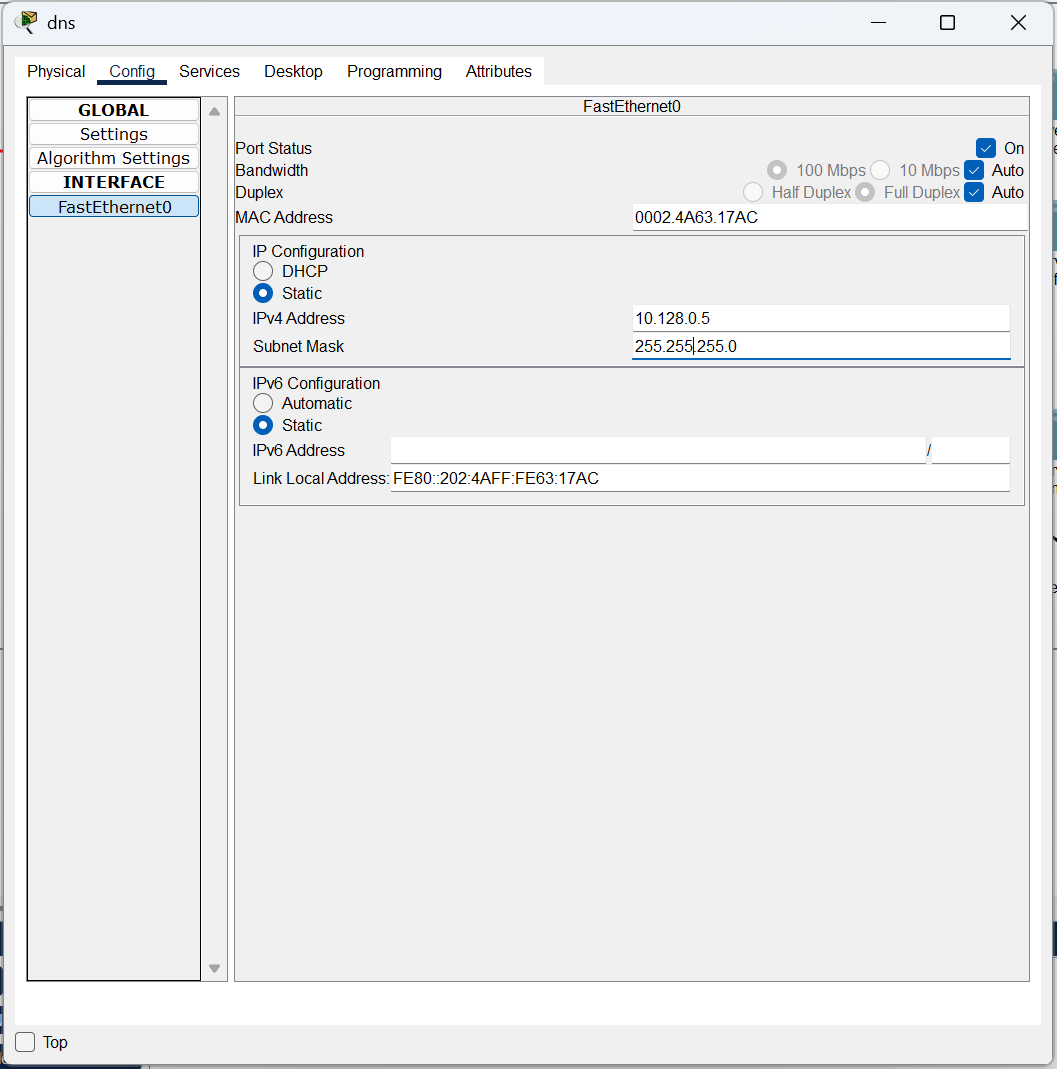 dns
Physical Config Services Desktop Programming Attributes
GLOBAL
Settings
Algorithm Settings
INTERFACE
FastEthernet0
FastEthernet0
Port Status On
Bandwidth 100 Mbps 10 Mbps Auto
Duplex Half Duplex Full Duplex Auto
MAC Address 0002.4A63.17AC
IP Configuration
DHCP
Static
IPv4 Address 10.128.0.5
Subnet Mask 255.255.255.0
IPv6 Configuration
Automatic
Static
IPv6 Address /
Link Local Address: FE80::202:4AFF:FE63:17AC
Top